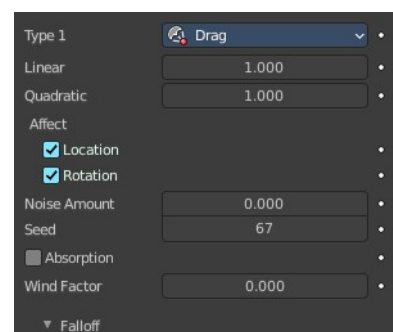 Type 1 Drag
Linear 1.000
Quadratic 1.000
Affect
Location
Rotation
Noise Amount 0.000
Seed 67
Absorption
Wind Factor 0.000
Falloff